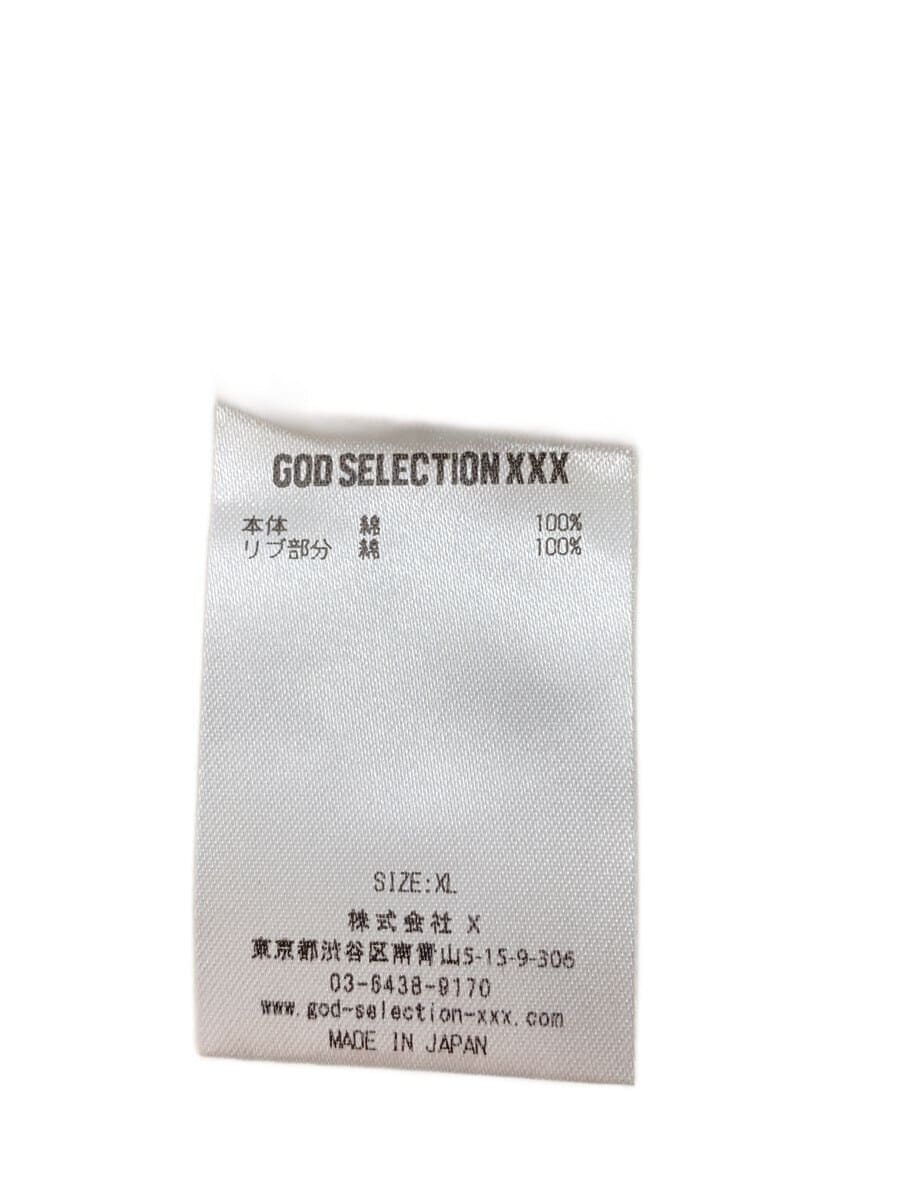 GOD SELECTION XXX
本体 綿 100%
リブ部分 綿 100%
SIZE:XL
株式会社 X
東京都渋谷区南青山5-15-9-306
03-6438-9170
www.god-selection-xxx.com
MADE IN JAPAN